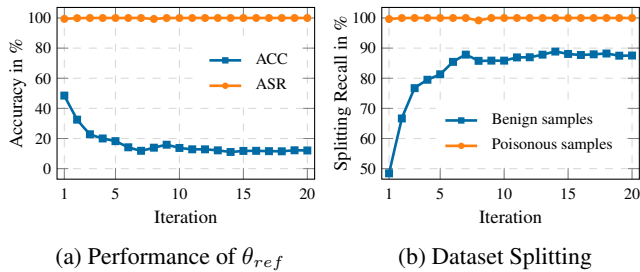 100
80
60
40
20
0
Accuracy in %
ACC
ASR
1 5 10 15 20
Iteration
(a) Performance of θref
100
90
80
70
60
50
Splitting Recall in %
Benign samples
Poisonous samples
1 5 10 15 20
Iteration
(b) Dataset Splitting